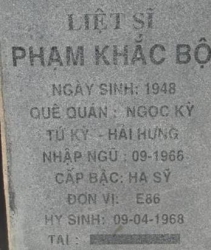 LIỆT SĨ
PHẠM KHẮC BỘ
NGÀY SINH: 1948
QUÊ QUÁN: NGỌC KỲ
TỨ KỲ - HẢI HƯNG
NHẬP NGŨ: 09-1966
CẤP BẬC: HẠ SỸ
ĐƠN VỊ: E86
HY SINH: 09-04-1968
TẠI: